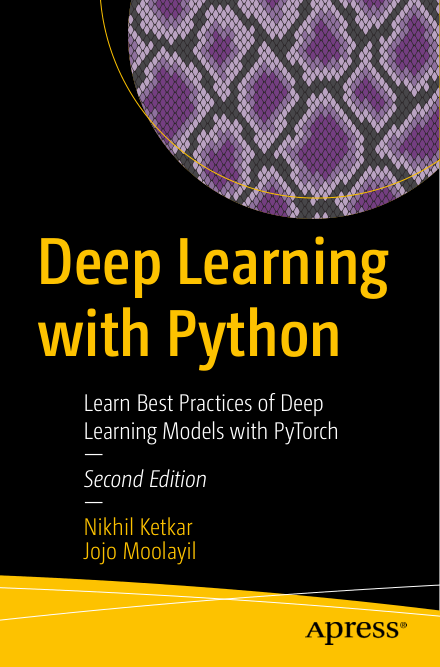 Deep Learning
with Python
Learn Best Practices of Deep
Learning Models with PyTorch
—
Second Edition
—
Nikhil Ketkar
Jojo Moolayil
Apress®